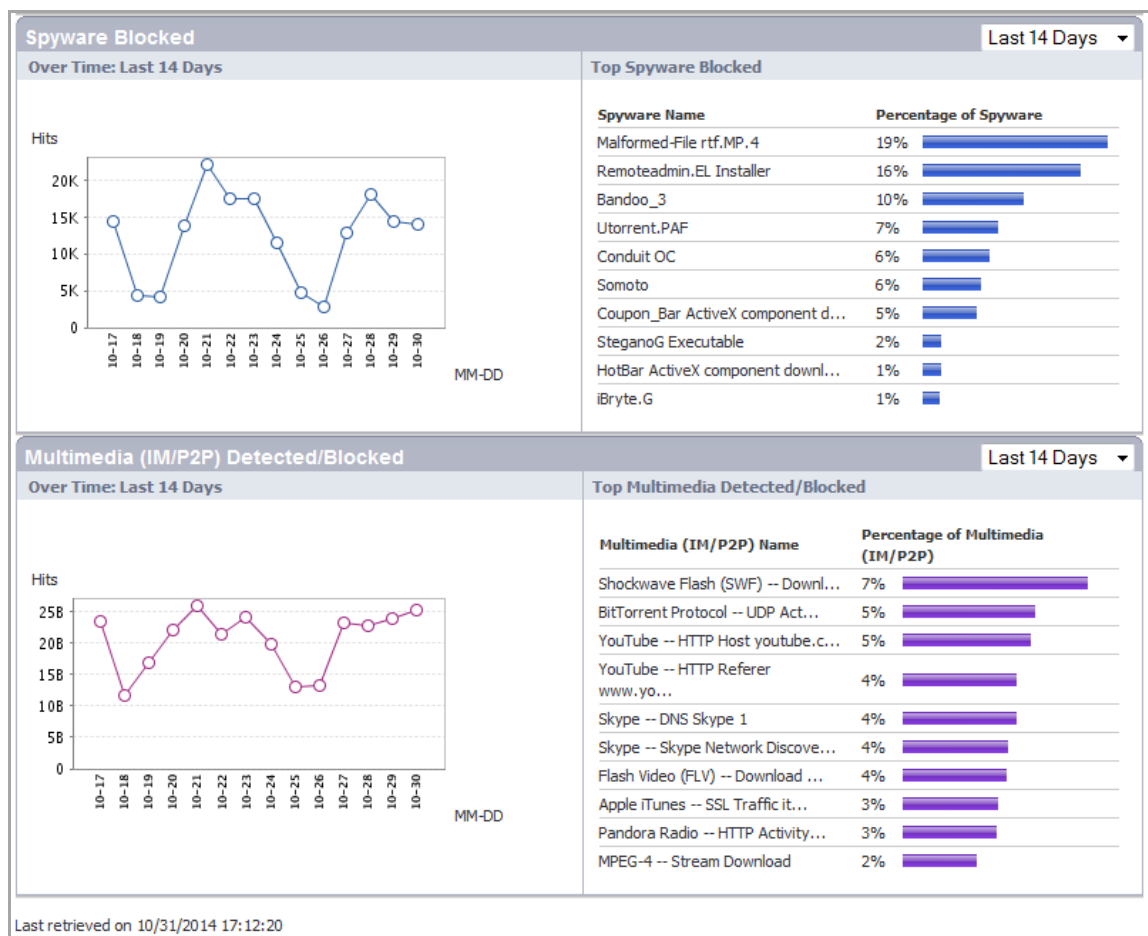 Spyware Blocked
Last 14 Days
Over Time: Last 14 Days
Hits
20K
15K
10K
5K
0
10-17
10-18
10-19
10-20
10-21
10-22
10-23
10-24
10-25
10-26
10-27
10-28
10-29
10-30
MM-DD
Top Spyware Blocked
Spyware Name Percentage of Spyware
Malformed-File rtf.MP.4 19%
Remoteadmin.EL Installer 16%
Bandoo_3 10%
Utorrent.PAF 7%
Conduit OC 6%
Somoto 6%
Coupon_Bar ActiveX component d... 5%
SteganoG Executable 2%
HotBar ActiveX component downl... 1%
iBryte.G 1%
Multimedia (IM/P2P) Detected/Blocked
Last 14 Days
Over Time: Last 14 Days
Hits
25B
20B
15B
10B
5B
0
10-17
10-18
10-19
10-20
10-21
10-22
10-23
10-24
10-25
10-26
10-27
10-28
10-29
10-30
MM-DD
Top Multimedia Detected/Blocked
Multimedia (IM/P2P) Name
Percentage of Multimedia
(IM/P2P)
Shockwave Flash (SWF) -- Downl... 7%
BitTorrent Protocol -- UDP Act... 5%
YouTube -- HTTP Host youtube.c... 5%
YouTube -- HTTP Referer
www.yo... 4%
Skype -- DNS Skype 1 4%
Skype -- Skype Network Discove... 4%
Flash Video (FLV) -- Download ... 4%
Apple iTunes -- SSL Traffic it... 3%
Pandora Radio -- HTTP Activity... 3%
MPEG-4 -- Stream Download 2%
Last retrieved on 10/31/2014 17:12:20